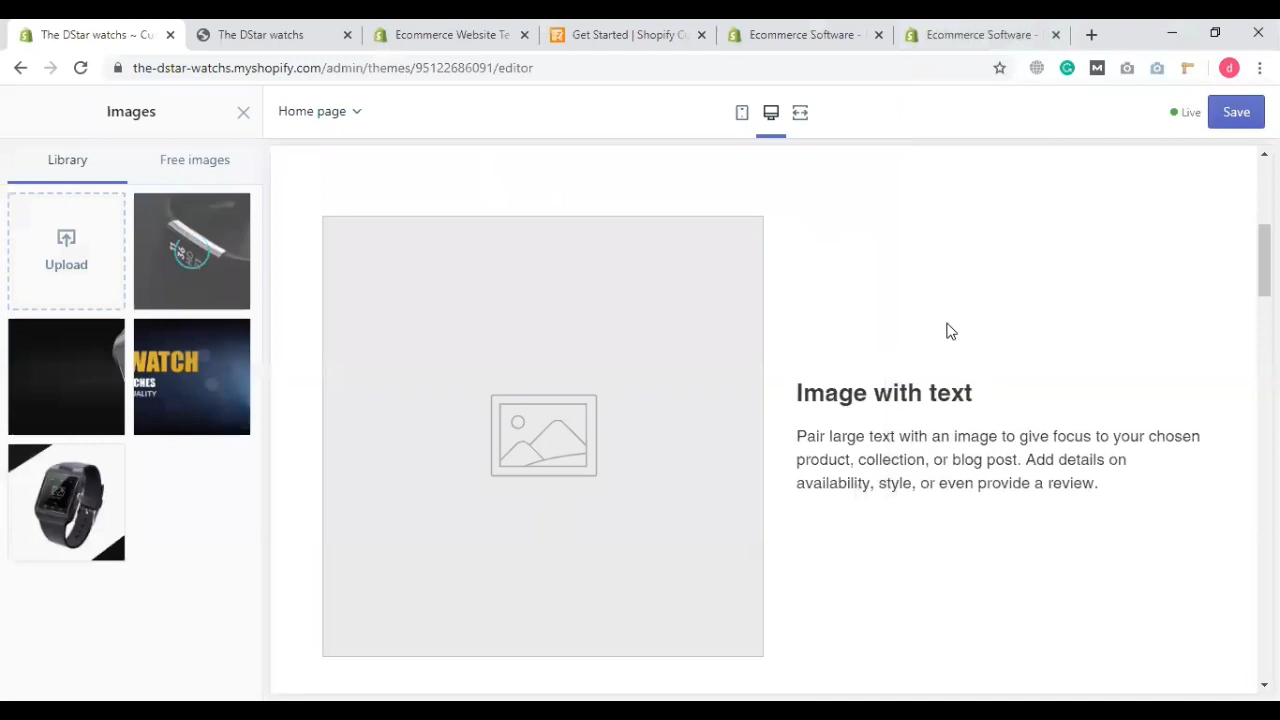 The DStar watchs ~ Cu
The DStar watchs
Ecommerce Website Te
Get Started | Shopify Cu
Ecommerce Software -
Ecommerce Software -
the-dstar-watchs.myshopify.com/admin/themes/95122686091/editor
Images
Home page
Live
Save
Library
Free images
Upload
WATCH
CHES
UALITY
Image with text
Pair large text with an image to give focus to your chosen
product, collection, or blog post. Add details on
availability, style, or even provide a review.